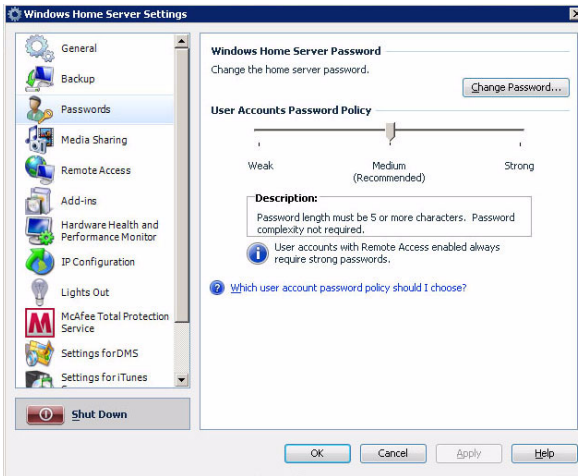 Windows Home Server Settings
General
Backup
Passwords
Media Sharing
Remote Access
Add-ins
Hardware Health and
Performance Monitor
IP Configuration
Lights Out
McAfee Total Protection
Service
Settings for DMS
Settings for iTunes
Shut Down
Windows Home Server Password
Change the home server password.
Change Password...
User Accounts Password Policy
Weak
Medium
(Recommended)
Strong
Description:
Password length must be 5 or more characters. Password
complexity not required.
User accounts with Remote Access enabled always
require strong passwords.
Which user account password policy should I choose?
OK
Cancel
Apply
Help